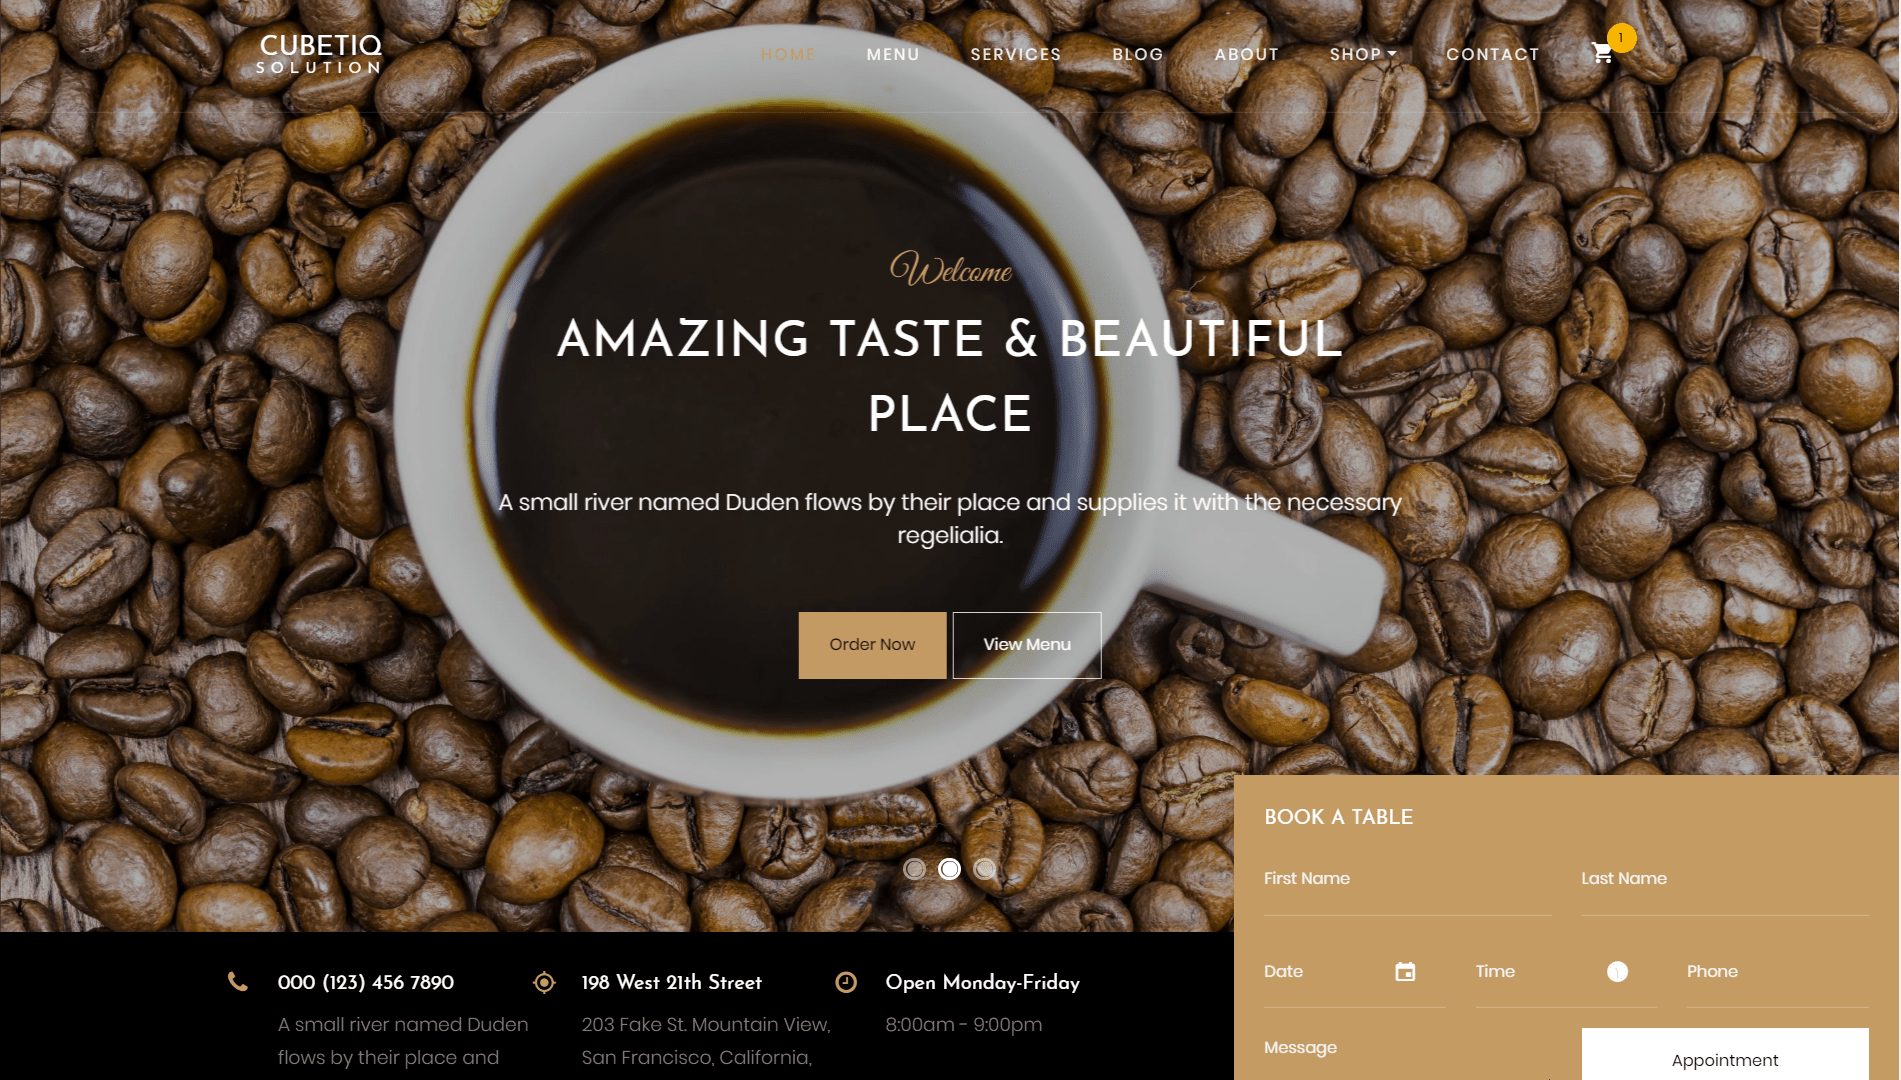 CUBETIQ
SOLUTION
HOME MENU SERVICES BLOG ABOUT SHOP CONTACT 1
Welcome
AMAZING TASTE & BEAUTIFUL
PLACE
A small river named Duden flows by their place and supplies it with the necessary
regelialia.
Order Now View Menu
BOOK A TABLE
First Name Last Name
Date Time Phone
Message
Appointment
000 (123) 456 7890
A small river named Duden
flows by their place and
198 West 21th Street
203 Fake St. Mountain View,
San Francisco, California,
Open Monday-Friday
8:00am - 9:00pm